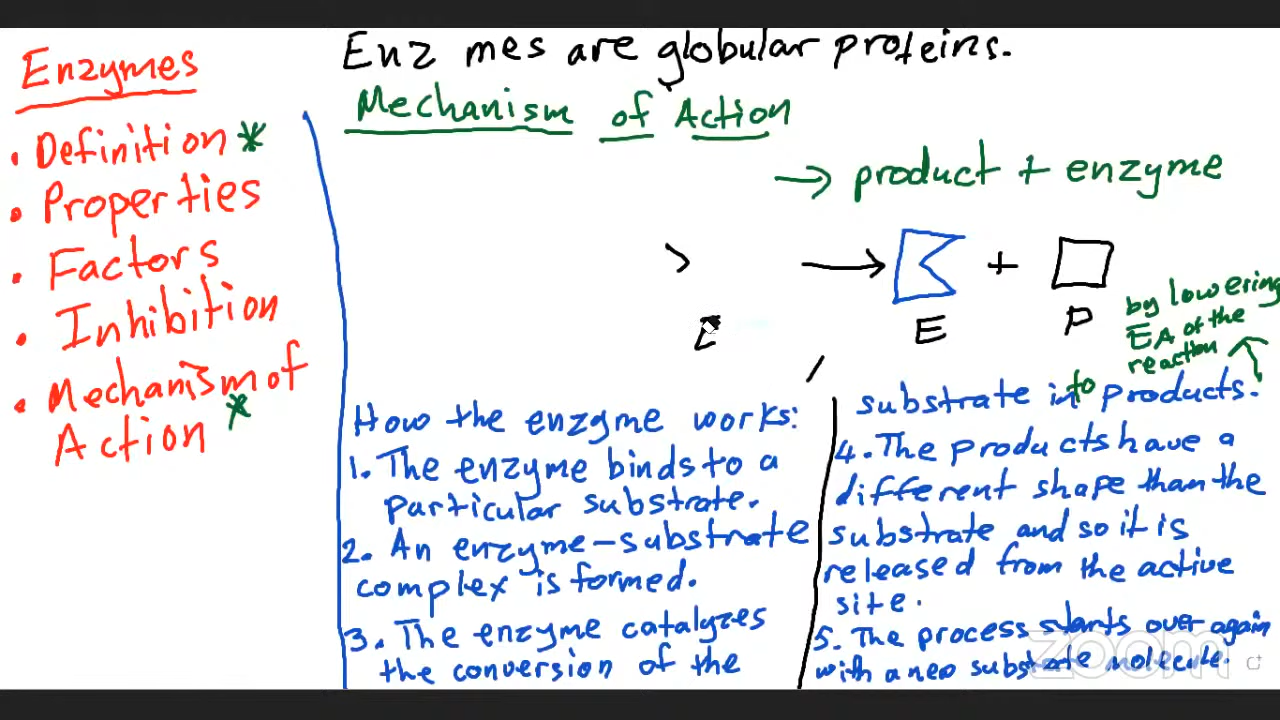 Enzymes
• Definition *
• Properties
• Factors
• Inhibition
• Mechanism of
Action *
Enz mes are globular proteins.
Mechanism of Action
→ product + enzyme
→ E + P
E
by lowering
EA of the
reaction
How the enzyme works:
1. The enzyme binds to a
particular substrate.
2. An enzyme-substrate
complex is formed.
3. The enzyme catalyzes
the conversion of the
substrate into products.
4. The products have a
different shape than the
substrate and so it is
released from the active
site.
5. The process starts over again
with a new substrate molecule.
zoom